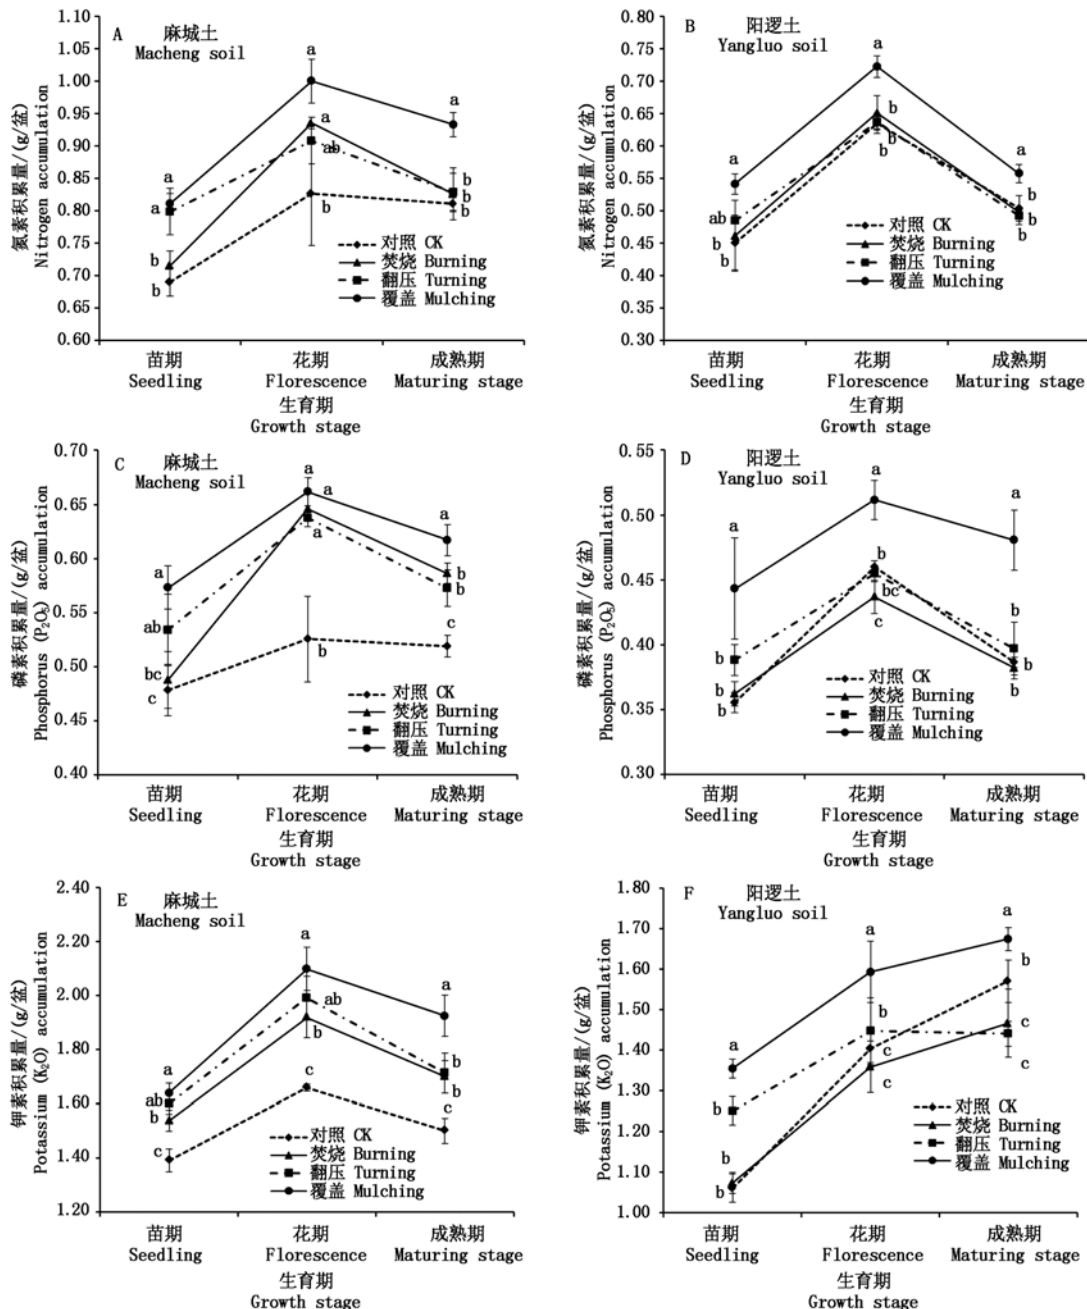 A
麻城土
Macheng soil
氮素积累量/(g/盆)
Nitrogen accumulation
1.10
1.05
1.00
0.95
0.90
0.85
0.80
0.75
0.70
0.65
0.60
a
a
a
a
a
ab
b
b
b
b
b
b
对照 CK
焚烧 Burning
翻压 Turning
覆盖 Mulching
苗期
Seedling
花期
Florescence
成熟期
Maturing stage
生育期
Growth stage
B
阳逻土
Yangluo soil
氮素积累量/(g/盆)
Nitrogen accumulation
0.80
0.75
0.70
0.65
0.60
0.55
0.50
0.45
0.40
0.35
0.30
a
ab
b
b
a
b
b
b
a
b
b
b
对照 CK
焚烧 Burning
翻压 Turning
覆盖 Mulching
苗期
Seedling
花期
Florescence
成熟期
Maturing stage
生育期
Growth stage
C
麻城土
Macheng soil
磷素积累量/(g/盆)
Phosphorus (P₂O₅) accumulation
0.70
0.65
0.60
0.55
0.50
0.45
0.40
a
ab
bc
c
a
a
a
b
a
b
b
c
对照 CK
焚烧 Burning
翻压 Turning
覆盖 Mulching
苗期
Seedling
花期
Florescence
成熟期
Maturing stage
生育期
Growth stage
D
阳逻土
Yangluo soil
磷素积累量/(g/盆)
Phosphorus (P₂O₅) accumulation
0.55
0.50
0.45
0.40
0.35
0.30
a
b
b
b
a
b
bc
c
a
b
b
b
对照 CK
焚烧 Burning
翻压 Turning
覆盖 Mulching
苗期
Seedling
花期
Florescence
成熟期
Maturing stage
生育期
Growth stage
E
麻城土
Macheng soil
钾素积累量/(g/盆)
Potassium (K₂O) accumulation
2.40
2.20
2.00
1.80
1.60
1.40
1.20
a
ab
b
c
a
ab
b
c
a
b
b
c
对照 CK
焚烧 Burning
翻压 Turning
覆盖 Mulching
苗期
Seedling
花期
Florescence
成熟期
Maturing stage
生育期
Growth stage
F
阳逻土
Yangluo soil
钾素积累量/(g/盆)
Potassium (K₂O) accumulation
1.80
1.70
1.60
1.50
1.40
1.30
1.20
1.10
1.00
a
b
b
b
a
b
c
c
a
b
c
c
对照 CK
焚烧 Burning
翻压 Turning
覆盖 Mulching
苗期
Seedling
花期
Florescence
成熟期
Maturing stage
生育期
Growth stage